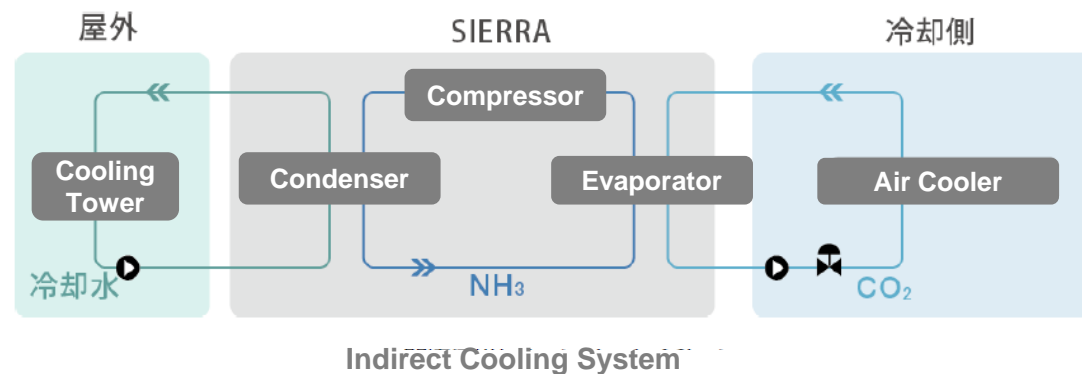 屋外
SIERRA
冷却側
Compressor
Cooling
Tower
Condenser
Evaporator
Air Cooler
冷却水
NH₃
CO₂
Indirect Cooling System